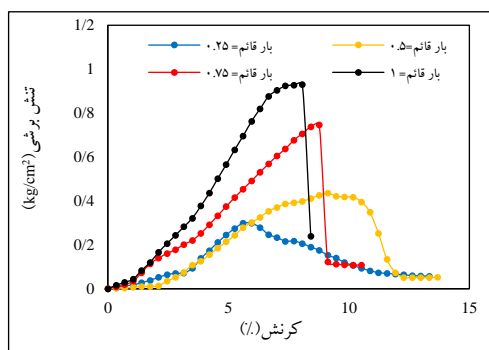 بار قائم= ۰.۲۵
بار قائم= ۰.۵
بار قائم= ۰.۷۵
بار قائم= ۱
تنش برشی(kg/cm²)
1/2
1
0/8
0/6
0/4
0/2
0
0 5 10 15
کرنش(٪)